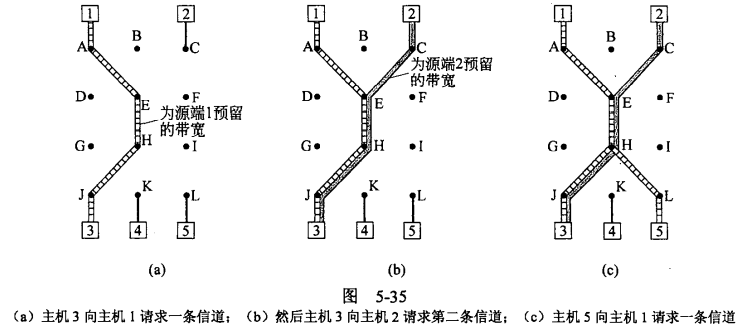 1
A
B
C
D
E
F
为源端1预留
的带宽
G
H
I
J
K
L
3
4
5
(a)
1
2
A
B
C
为源端2预留
的带宽
D
E
F
G
H
I
J
K
L
3
4
5
(b)
1
2
A
B
C
D
E
F
G
H
I
J
K
L
3
4
5
(c)
图 5-35
(a) 主机 3 向主机 1 请求一条信道；(b) 然后主机 3 向主机 2 请求第二条信道；(c) 主机 5 向主机 1 请求一条信道